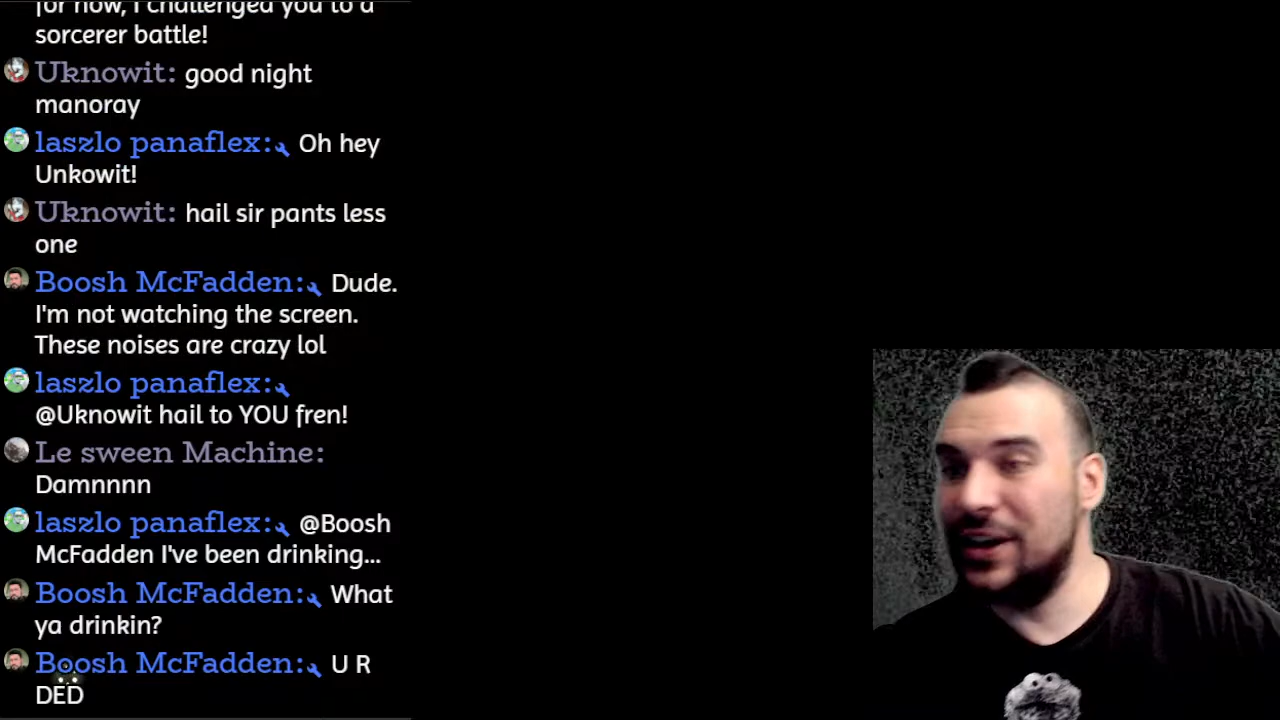 for now, I challenged you to a
sorcerer battle!
Uknowit: good night
manoray
laszlo panaflex: Oh hey
Unkowit!
Uknowit: hail sir pants less
one
Boosh McFadden: Dude.
I'm not watching the screen.
These noises are crazy lol
laszlo panaflex:
@Uknowit hail to YOU fren!
Le sween Machine:
Damnnnn
laszlo panaflex: @Boosh
McFadden I've been drinking...
Boosh McFadden: What
ya drinkin?
Boosh McFadden: U R
DED